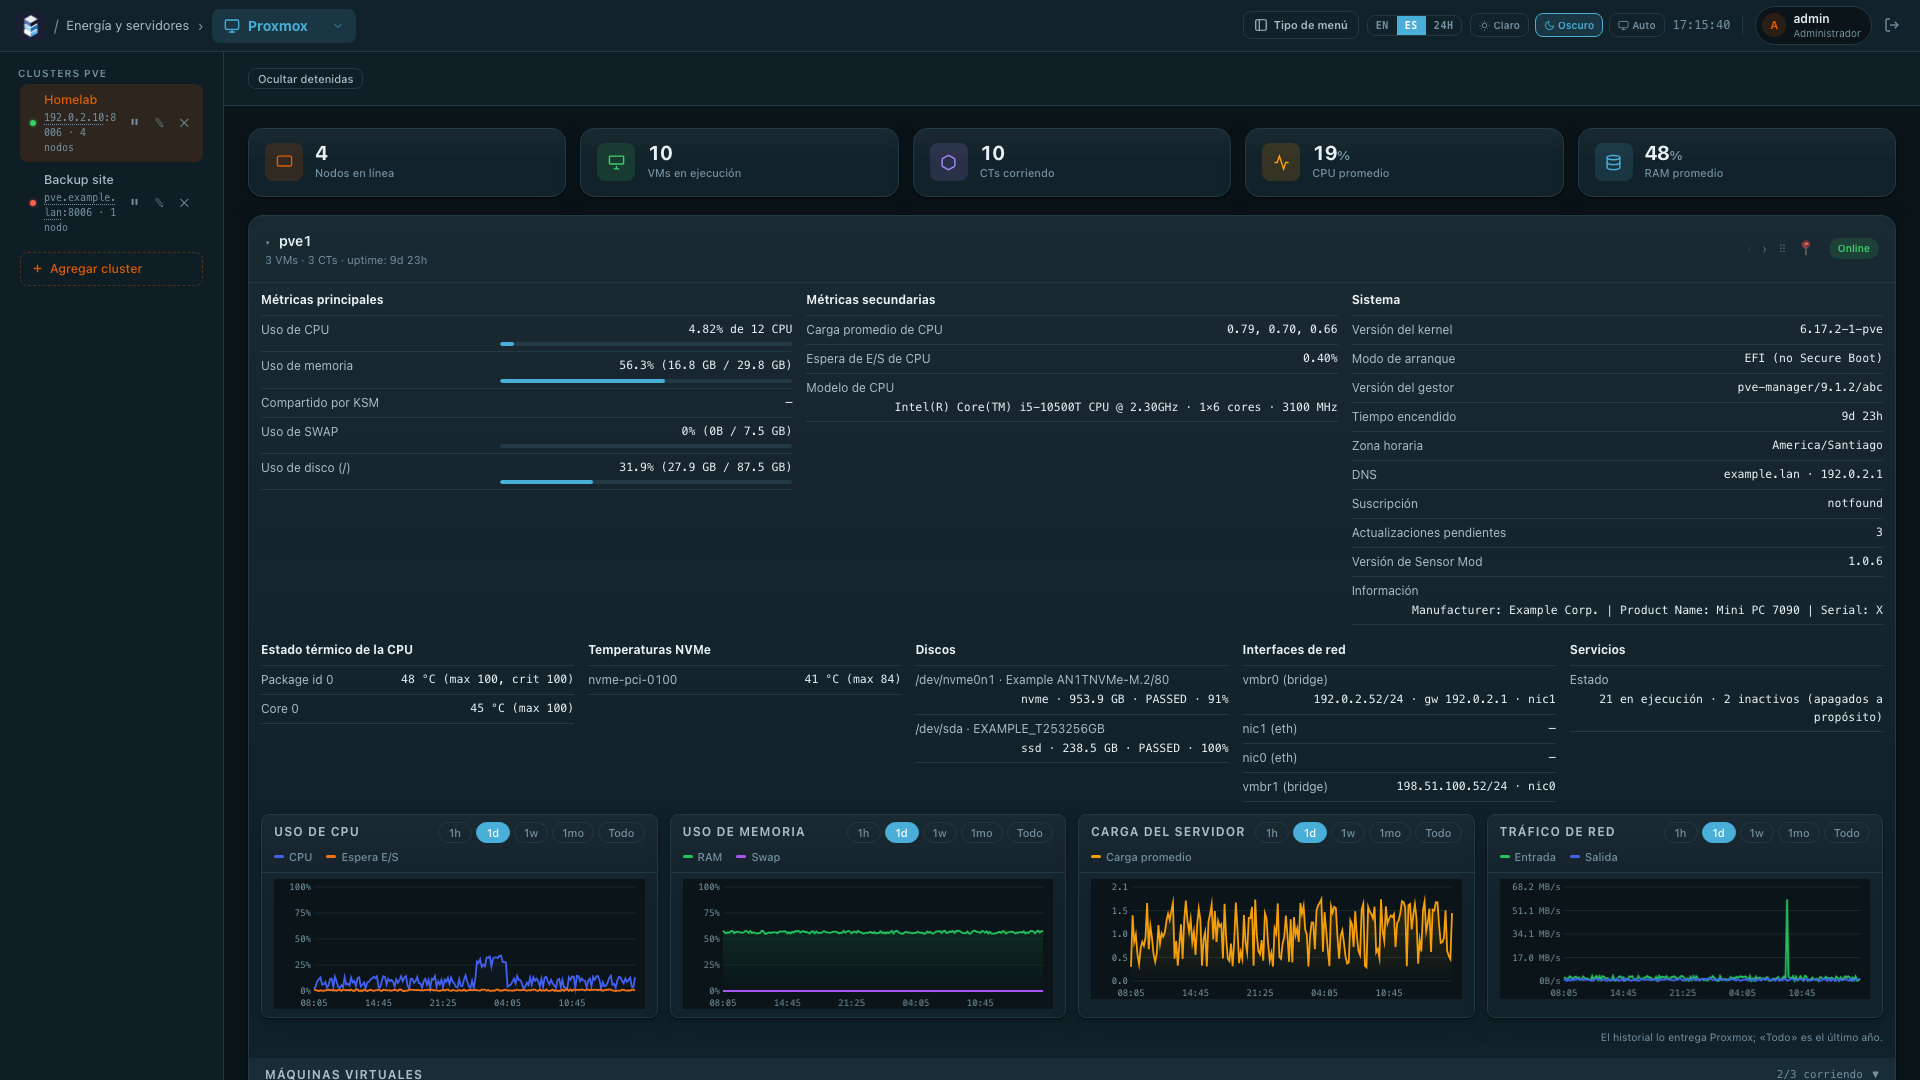 / Energía y servidores › Proxmox
Tipo de menú
EN ES 24H
Claro Oscuro Auto
17:15:40
A admin
Administrador
CLUSTERS PVE
Homelab
192.0.2.10:8
006 · 4
nodos
Backup site
pve.example.
lan:8006 · 1
nodo
+ Agregar cluster
Ocultar detenidas
4
Nodos en línea
10
VMs en ejecución
10
CTs corriendo
19%
CPU promedio
48%
RAM promedio
pve1
3 VMs · 3 CTs · uptime: 9d 23h
Online
Métricas principales
Uso de CPU 4.82% de 12 CPU
Uso de memoria 56.3% (16.8 GB / 29.8 GB)
Compartido por KSM —
Uso de SWAP 0% (0B / 7.5 GB)
Uso de disco (/) 31.9% (27.9 GB / 87.5 GB)
Métricas secundarias
Carga promedio de CPU 0.79, 0.70, 0.66
Espera de E/S de CPU 0.40%
Modelo de CPU
Intel(R) Core(TM) i5-10500T CPU @ 2.30GHz · 1×6 cores · 3100 MHz
Sistema
Versión del kernel 6.17.2-1-pve
Modo de arranque EFI (no Secure Boot)
Versión del gestor pve-manager/9.1.2/abc
Tiempo encendido 9d 23h
Zona horaria America/Santiago
DNS example.lan · 192.0.2.1
Suscripción notfound
Actualizaciones pendientes 3
Versión de Sensor Mod 1.0.6
Información
Manufacturer: Example Corp. | Product Name: Mini PC 7090 | Serial: X
Estado térmico de la CPU
Package id 0 48 °C (max 100, crit 100)
Core 0 45 °C (max 100)
Temperaturas NVMe
nvme-pci-0100 41 °C (max 84)
Discos
/dev/nvme0n1 · Example AN1TNVMe-M.2/80
nvme · 953.9 GB · PASSED · 91%
/dev/sda · EXAMPLE_T253256GB
ssd · 238.5 GB · PASSED · 100%
Interfaces de red
vmbr0 (bridge)
192.0.2.52/24 · gw 192.0.2.1 · nic1
nic1 (eth) —
nic0 (eth) —
vmbr1 (bridge) 198.51.100.52/24 · nic0
Servicios
Estado
21 en ejecución · 2 inactivos (apagados a
propósito)
USO DE CPU 1h 1d 1w 1mo Todo
CPU Espera E/S
100%
75%
50%
25%
0%
08:05 14:45 21:25 04:05 10:45
USO DE MEMORIA 1h 1d 1w 1mo Todo
RAM Swap
100%
75%
50%
25%
0%
08:05 14:45 21:25 04:05 10:45
CARGA DEL SERVIDOR 1h 1d 1w 1mo Todo
Carga promedio
2.1
1.5
1.0
0.5
0.0
08:05 14:45 21:25 04:05 10:45
TRÁFICO DE RED 1h 1d 1w 1mo Todo
Entrada Salida
68.2 MB/s
51.1 MB/s
34.1 MB/s
17.0 MB/s
0B/s
08:05 14:45 21:25 04:05 10:45
El historial lo entrega Proxmox; «Todo» es el último año.
MÁQUINAS VIRTUALES 2/3 corriendo